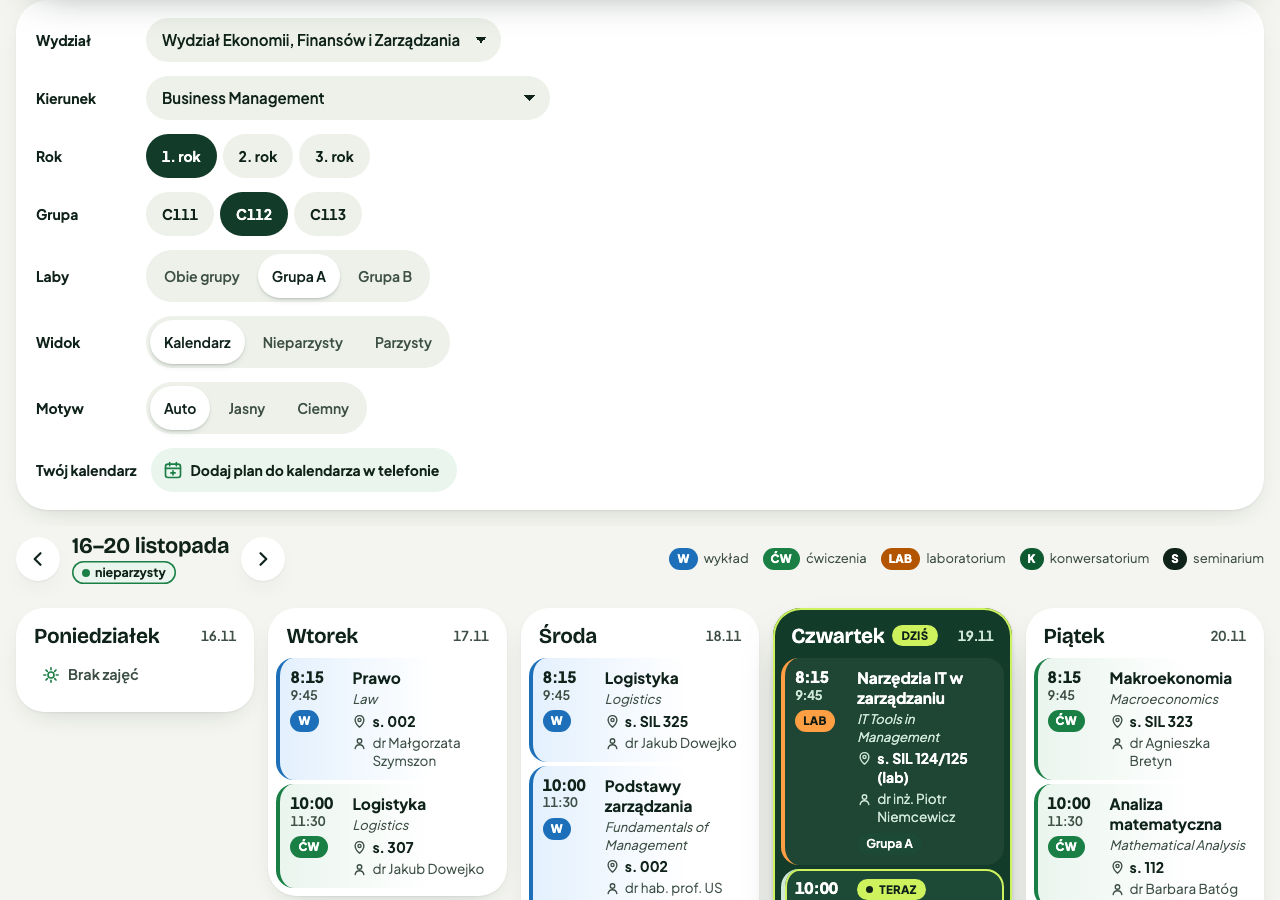 Wydział
Wydział Ekonomii, Finansów i Zarządzania
Kierunek
Business Management
Rok
1. rok
2. rok
3. rok
Grupa
C111
C112
C113
Laby
Obie grupy
Grupa A
Grupa B
Widok
Kalendarz
Nieparzysty
Parzysty
Motyw
Auto
Jasny
Ciemny
Twój kalendarz
Dodaj plan do kalendarza w telefonie
16–20 listopada
nieparzysty
W wykład
ĆW ćwiczenia
LAB laboratorium
K konwersatorium
S seminarium
Poniedziałek 16.11
Brak zajęć
Wtorek 17.11
8:15
9:45
W
Prawo
Law
s. 002
dr Małgorzata
Szymszon
10:00
11:30
ĆW
Logistyka
Logistics
s. 307
dr Jakub Dowejko
Środa 18.11
8:15
9:45
W
Logistyka
Logistics
s. SIL 325
dr Jakub Dowejko
10:00
11:30
W
Podstawy
zarządzania
Fundamentals of
Management
s. 002
dr hab. prof. US
Czwartek DZIŚ 19.11
8:15
9:45
LAB
Narzędzia IT w
zarządzaniu
IT Tools in
Management
s. SIL 124/125
(lab)
dr inż. Piotr
Niemcewicz
Grupa A
10:00
TERAZ
Piątek 20.11
8:15
9:45
ĆW
Makroekonomia
Macroeconomics
s. SIL 323
dr Agnieszka
Bretyn
10:00
11:30
ĆW
Analiza
matematyczna
Mathematical Analysis
s. 112
dr Barbara Batóg